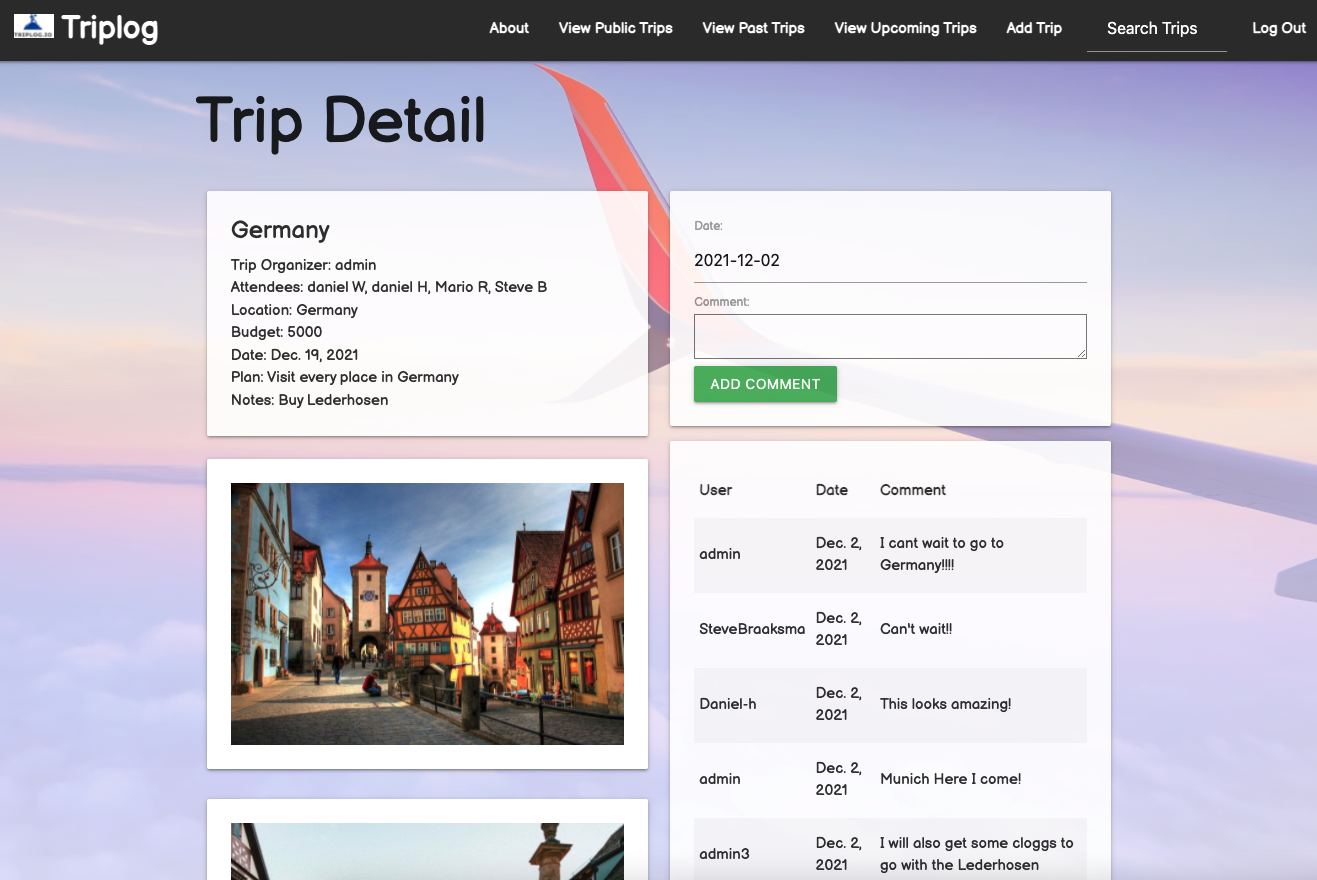 TRIPLOG.IO
Triplog
About
View Public Trips
View Past Trips
View Upcoming Trips
Add Trip
Search Trips
Log Out
Trip Detail
Germany
Trip Organizer: admin
Attendees: daniel W, daniel H, Mario R, Steve B
Location: Germany
Budget: 5000
Date: Dec. 19, 2021
Plan: Visit every place in Germany
Notes: Buy Lederhosen
Date:
2021-12-02
Comment:
ADD COMMENT
User Date Comment
admin
Dec. 2,
2021
I cant wait to go to
Germany!!!!
SteveBraaksma
Dec. 2,
2021
Can't wait!!
Daniel-h
Dec. 2,
2021
This looks amazing!
admin
Dec. 2,
2021
Munich Here I come!
admin3
Dec. 2,
2021
I will also get some cloggs to
go with the Lederhosen